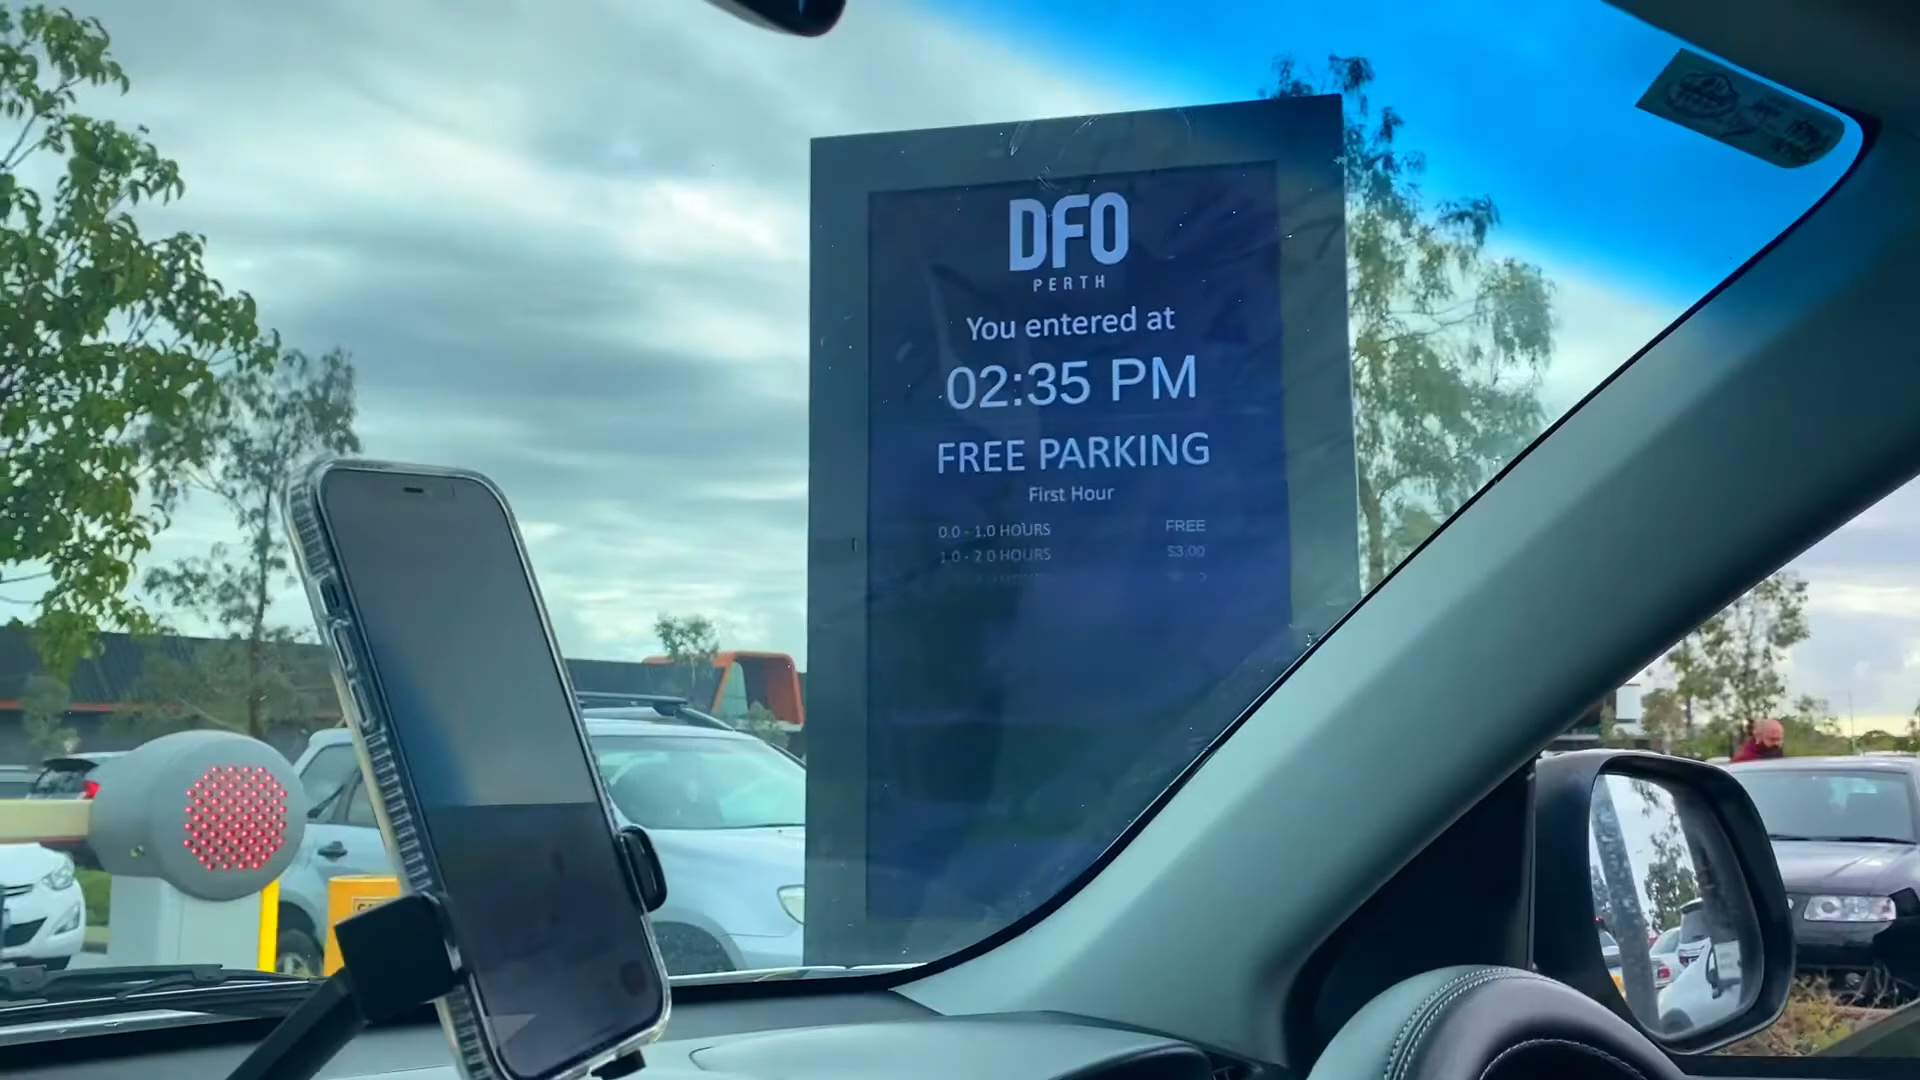 DFO
PERTH
You entered at
02:35 PM
FREE PARKING
First Hour
0.0 - 1.0 HOURS FREE
1.0 - 2.0 HOURS $3.00